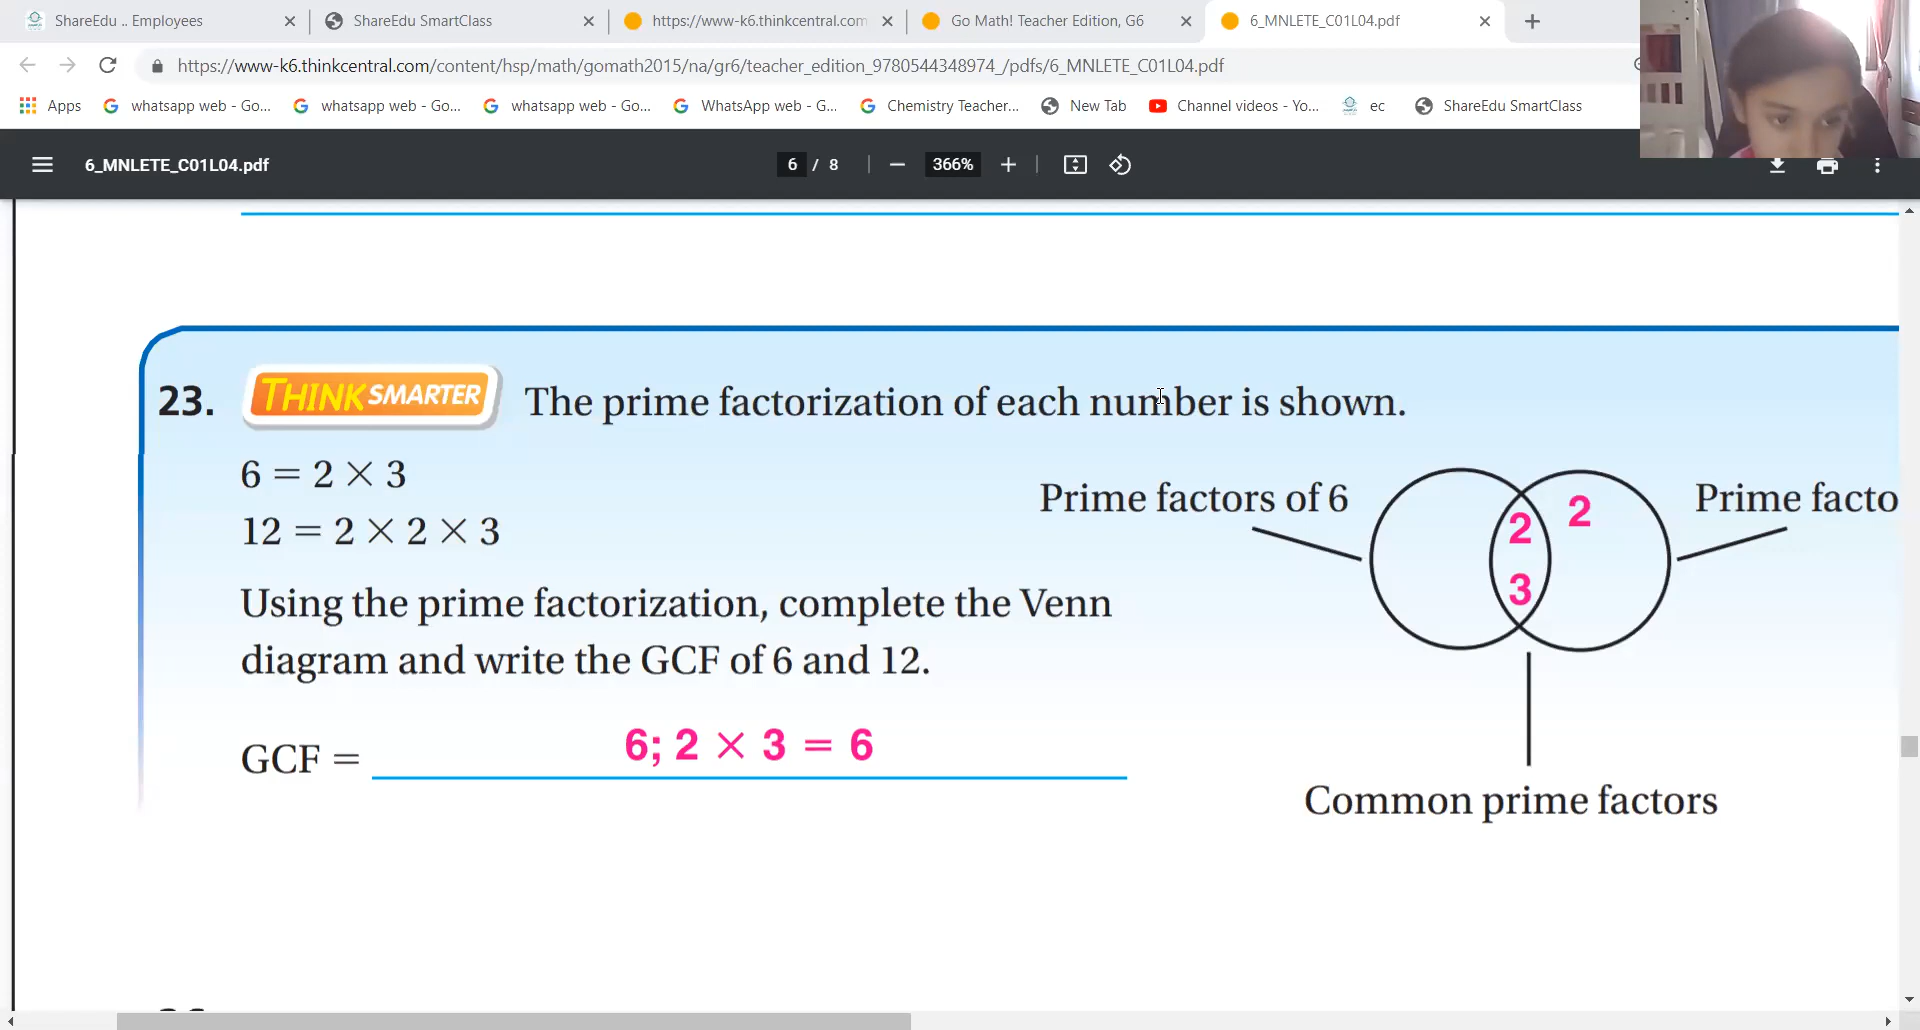 ShareEdu .. Employees
ShareEdu SmartClass
https://www-k6.thinkcentral.com
Go Math! Teacher Edition, G6
6_MNLETE_C01L04.pdf
https://www-k6.thinkcentral.com/content/hsp/math/gomath2015/na/gr6/teacher_edition_9780544348974_/pdfs/6_MNLETE_C01L04.pdf
Apps
whatsapp web - Go...
whatsapp web - Go...
whatsapp web - Go...
WhatsApp web - G...
Chemistry Teacher...
New Tab
Channel videos - Yo...
ec
ShareEdu SmartClass
6_MNLETE_C01L04.pdf
6 / 8
366%
23. THINK SMARTER The prime factorization of each number is shown.
6 = 2 × 3
12 = 2 × 2 × 3
Using the prime factorization, complete the Venn
diagram and write the GCF of 6 and 12.
GCF = 6; 2 × 3 = 6
Prime factors of 6
2
2
3
Prime facto
Common prime factors